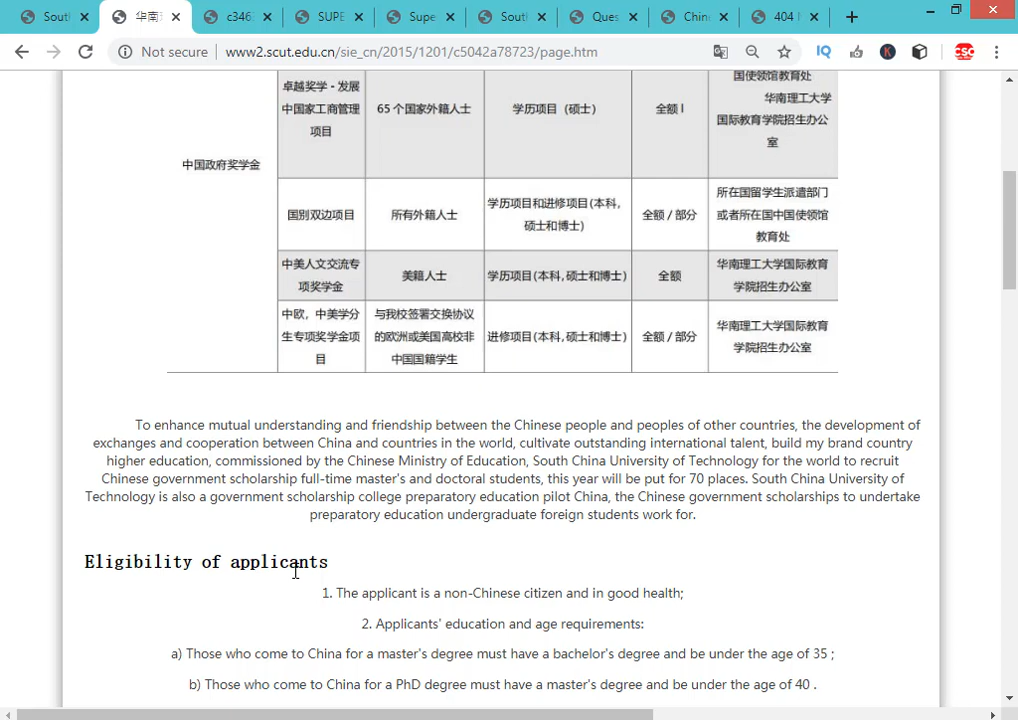 Soutl
华南
c346
SUPE
Supe
Soutl
Ques
Chin
404
Not secure
www2.scut.edu.cn/sie_cn/2015/1201/c5042a78723/page.htm
IQ
K
CSC
中国政府奖学金
卓越奖学 - 发展
中国家工商管理
项目
65 个国家外籍人士
学历项目（硕士）
全额 I
国使领馆教育处
华南理工大学
国际教育学院招生办公
室
国别双边项目
所有外籍人士
学历项目和进修项目(本科，
硕士和博士)
全额 / 部分
所在国留学生派遣部门
或者所在国中国使领馆
教育处
中美人文交流专
项奖学金
美籍人士
学历项目(本科, 硕士和博士)
全额
华南理工大学国际教育
学院招生办公室
中欧，中美学分
生专项奖学金项
目
与我校签署交换协议
的欧洲或美国高校非
中国国籍学生
进修项目(本科, 硕士和博士)
全额 / 部分
华南理工大学国际教育
学院招生办公室
To enhance mutual understanding and friendship between the Chinese people and peoples of other countries, the development of
exchanges and cooperation between China and countries in the world, cultivate outstanding international talent, build my brand country
higher education, commissioned by the Chinese Ministry of Education, South China University of Technology for the world to recruit
Chinese government scholarship full-time master's and doctoral students, this year will be put for 70 places. South China University of
Technology is also a government scholarship college preparatory education pilot China, the Chinese government scholarships to undertake
preparatory education undergraduate foreign students work for.
Eligibility of applicants
1. The applicant is a non-Chinese citizen and in good health;
2. Applicants' education and age requirements:
a) Those who come to China for a master's degree must have a bachelor's degree and be under the age of 35 ;
b) Those who come to China for a PhD degree must have a master's degree and be under the age of 40 .